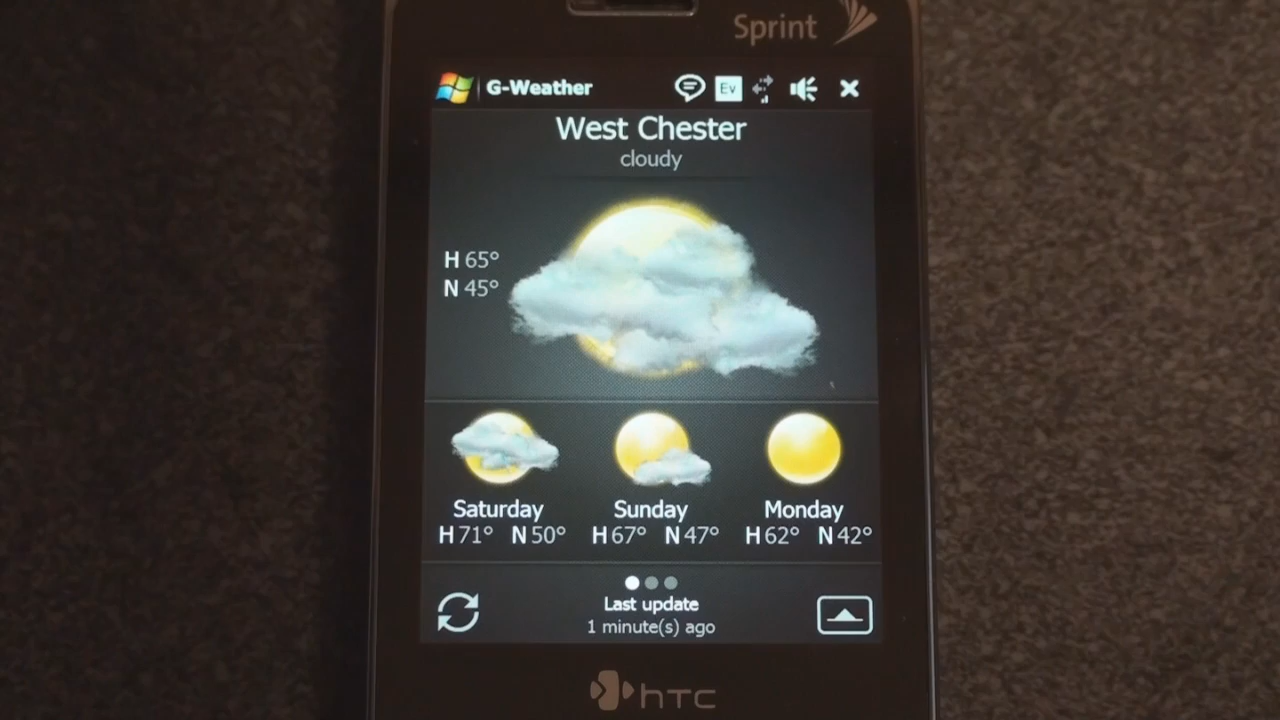 Sprint
G-Weather
Ev
West Chester
cloudy
H 65°
N 45°
Saturday Sunday Monday
H 71° N 50° H 67° N 47° H 62° N 42°
Last update
1 minute(s) ago
hTC